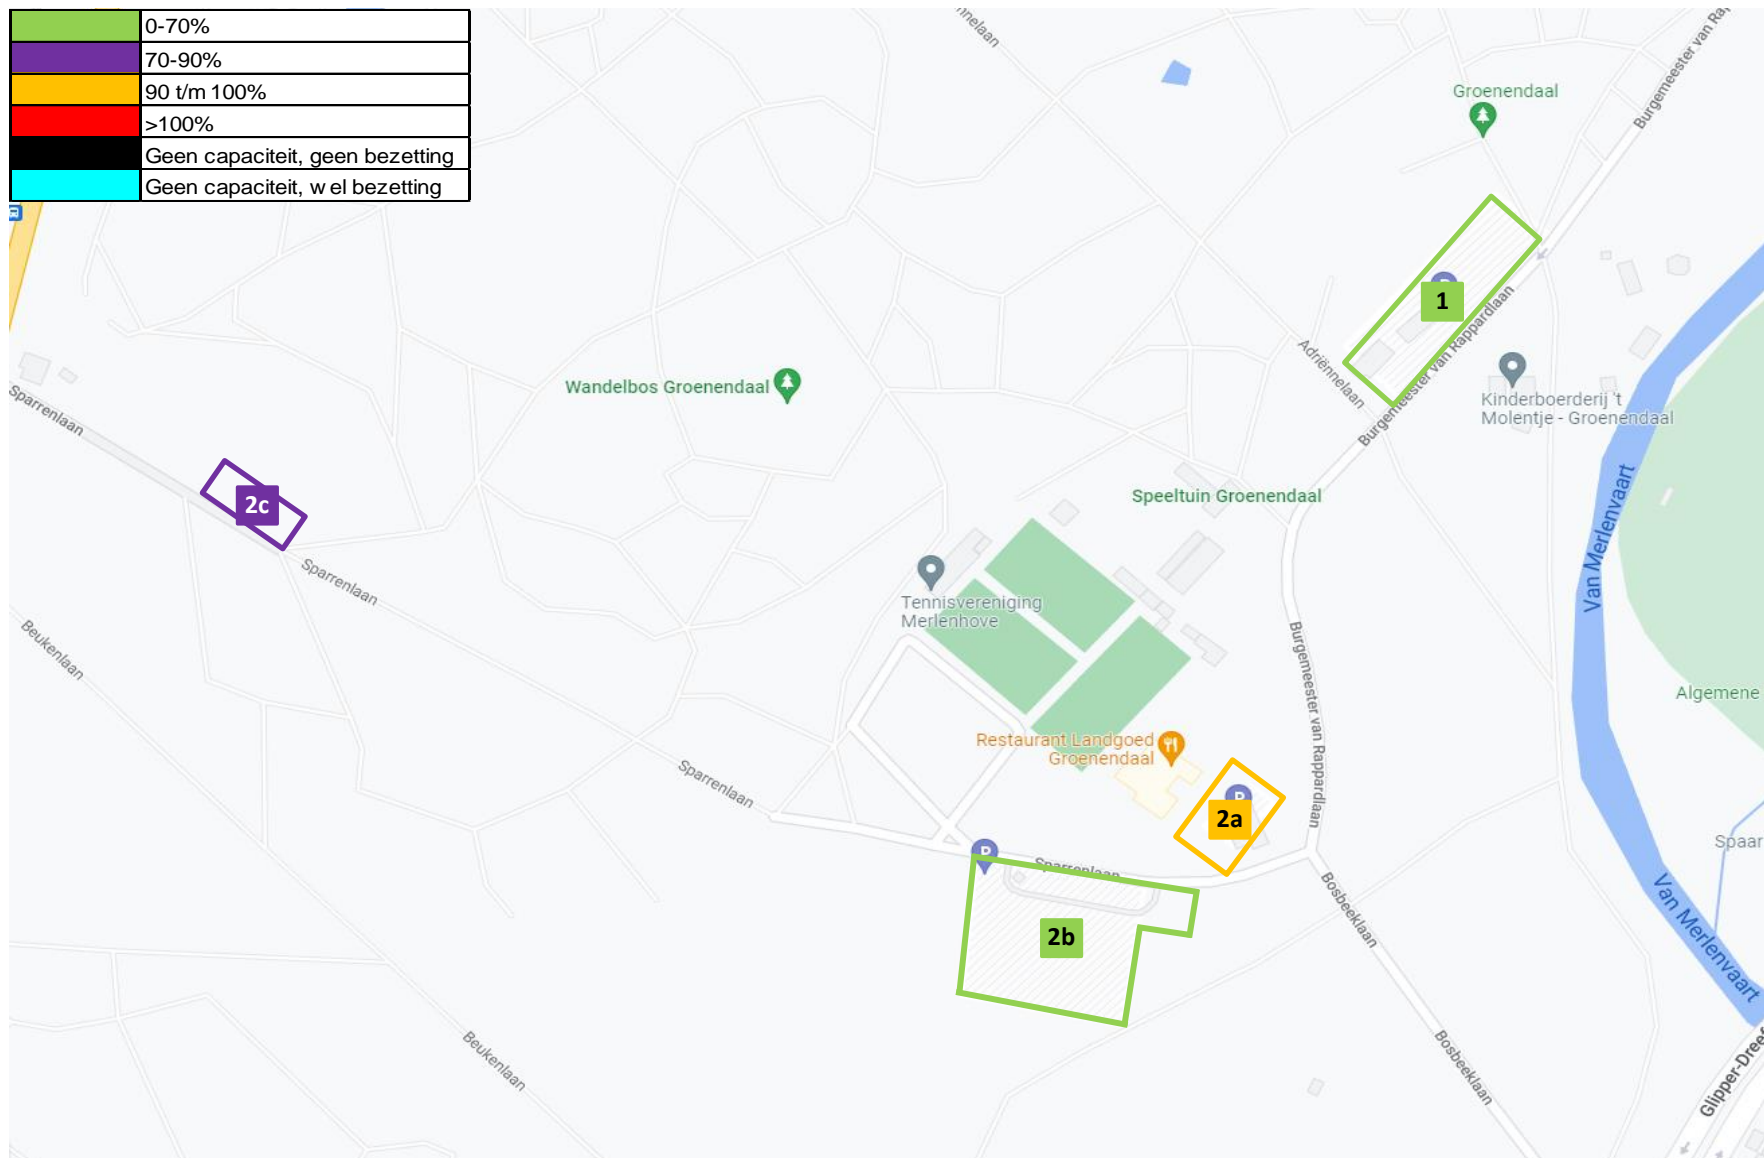 0-70%
70-90%
90 t/m 100%
>100%
Geen capaciteit, geen bezetting
Geen capaciteit, wel bezetting
Burgemeester van
Groenendaal
1
Burgemeester van Rappardlaan
Adriënnelaan
Kinderboerderij 't
Molentje - Groenendaal
Wandelbos Groenendaal
Sparrenlaan
2c
Speeltuin Groenendaal
Van Merlenvaart
Sparrenlaan
Tennisvereniging
Merlenhove
Beukenlaan
Burgemeester van Rappardlaan
Algemene
Restaurant Landgoed
Groenendaal
Sparrenlaan
P
2a
Spaar
P
Sparrenlaan
Bosbeeklaan
Van Merlenvaart
2b
Beukenlaan
Bosbeeklaan
Glipper-Dreef